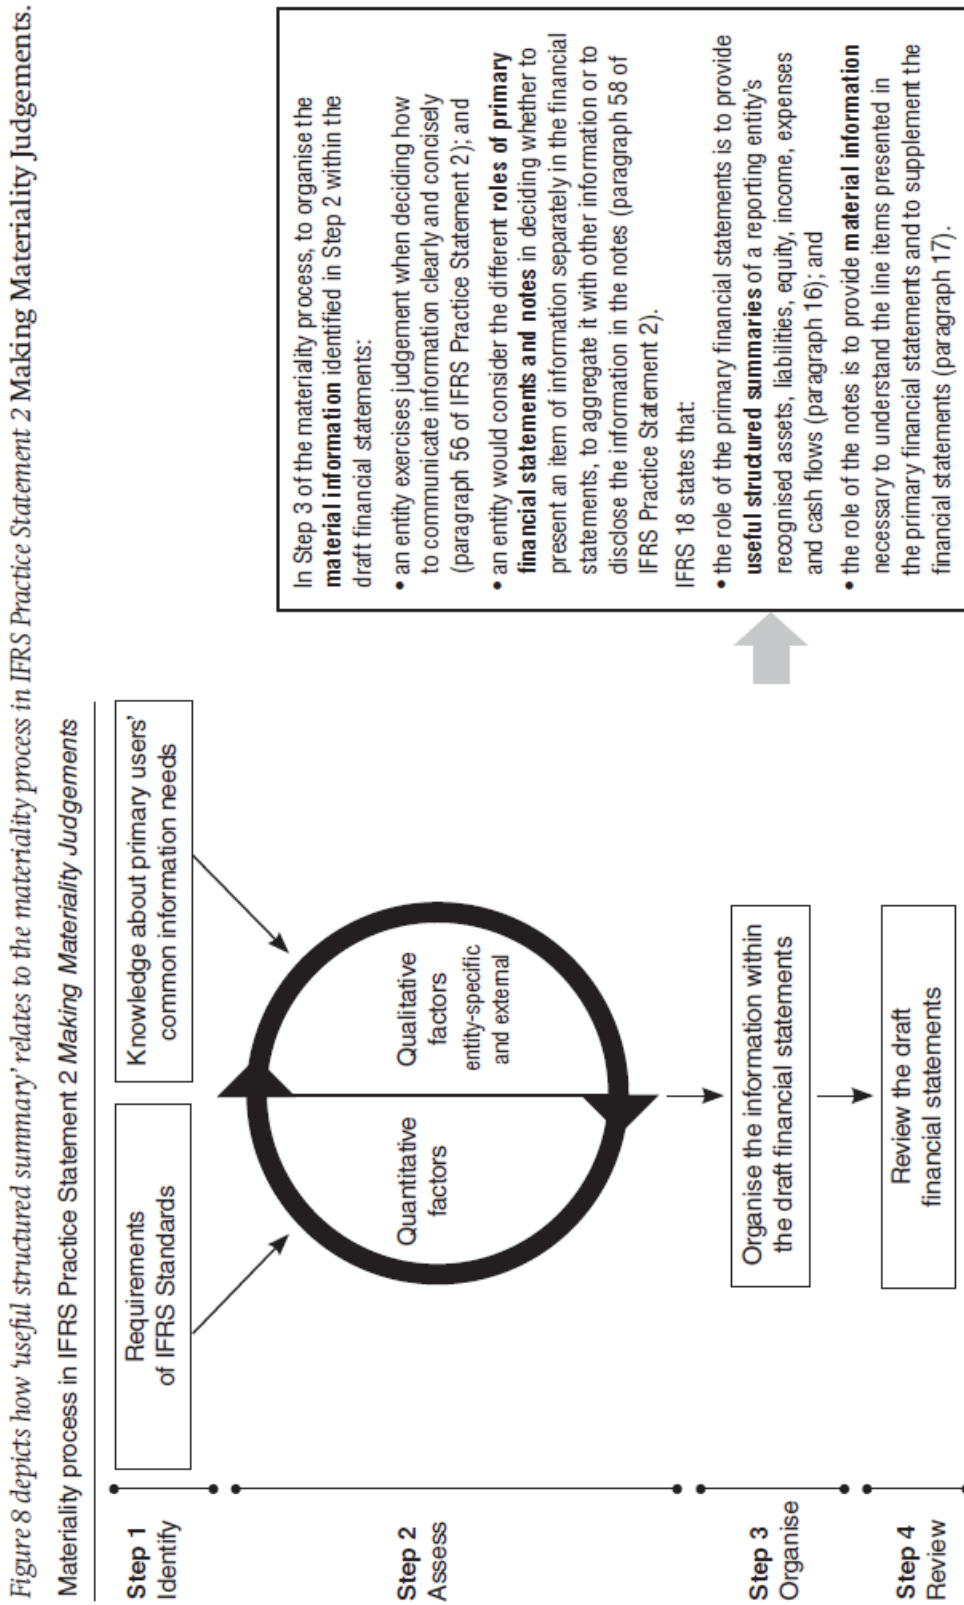 Figure 8 depicts how ‘useful structured summary’ relates to the materiality process in IFRS Practice Statement 2 Making Materiality Judgements.
Materiality process in IFRS Practice Statement 2 Making Materiality Judgements
Step 1
Identify
Requirements
of IFRS Standards
Knowledge about primary users’
common information needs
Step 2
Assess
Quantitative
factors
Qualitative
factors
entity-specific
and external
Step 3
Organise
Organise the information within
the draft financial statements
Step 4
Review
Review the draft
financial statements
In Step 3 of the materiality process, to organise the
material information identified in Step 2 within the
draft financial statements:
• an entity exercises judgement when deciding how
to communicate information clearly and concisely
(paragraph 56 of IFRS Practice Statement 2); and
• an entity would consider the different roles of primary
financial statements and notes in deciding whether to
present an item of information separately in the financial
statements, to aggregate it with other information or to
disclose the information in the notes (paragraph 58 of
IFRS Practice Statement 2).
IFRS 18 states that:
• the role of the primary financial statements is to provide
useful structured summaries of a reporting entity’s
recognised assets, liabilities, equity, income, expenses
and cash flows (paragraph 16); and
• the role of the notes is to provide material information
necessary to understand the line items presented in
the primary financial statements and to supplement the
financial statements (paragraph 17).